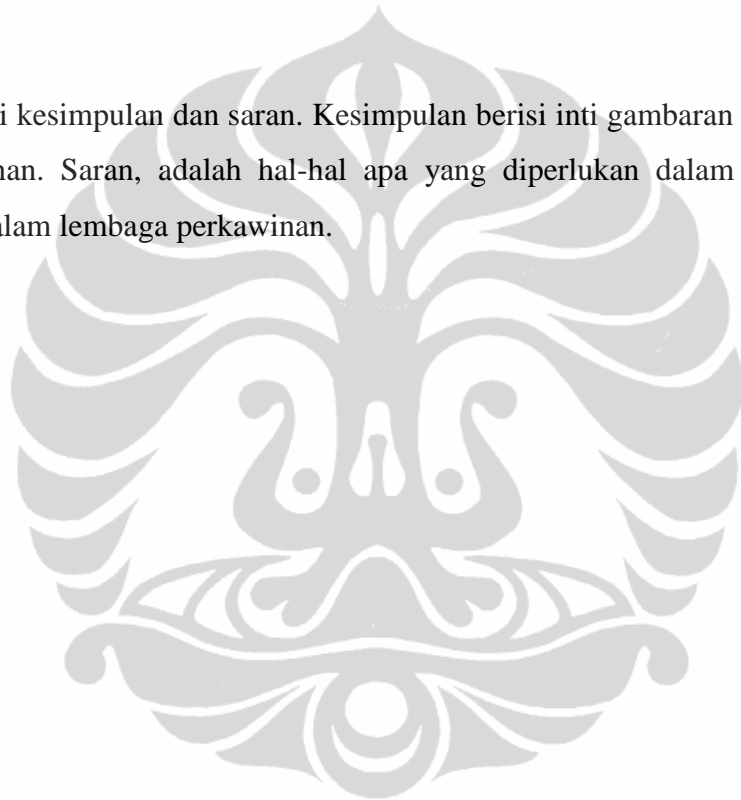 i kesimpulan dan saran. Kesimpulan berisi inti gambaran
nan. Saran, adalah hal-hal apa yang diperlukan dalam
alam lembaga perkawinan.